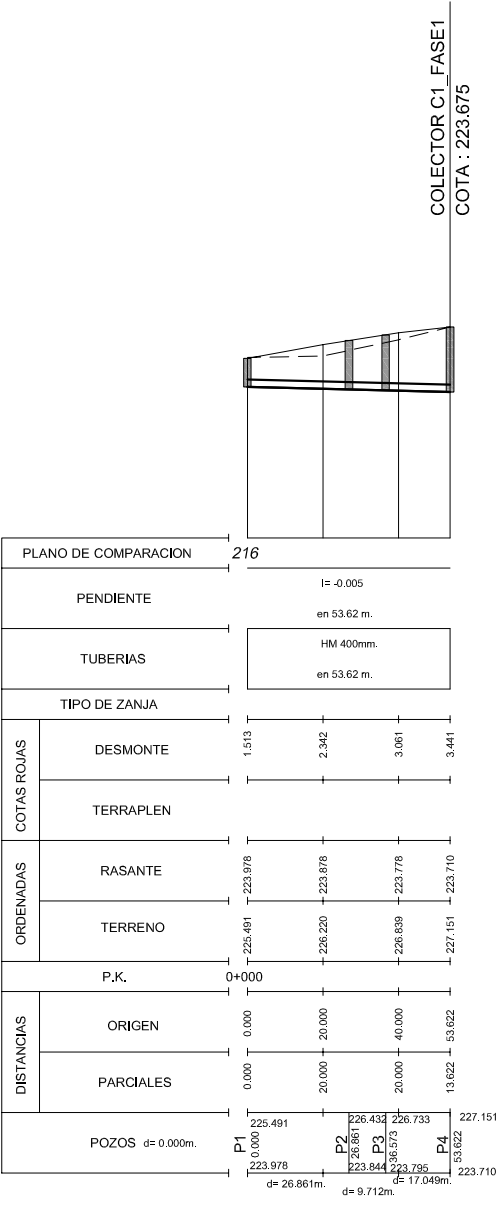 COLECTOR C1_FASE1
COTA : 223.675
PLANO DE COMPARACION 216
PENDIENTE
I= -0.005
en 53.62 m.
TUBERIAS
HM 400mm.
en 53.62 m.
TIPO DE ZANJA
COTAS ROJAS
DESMONTE 1.513 2.342 3.061 3.441
TERRAPLEN
ORDENADAS
RASANTE 223.978 223.878 223.778 223.710
TERRENO 225.491 226.220 226.839 227.151
P.K. 0+000
DISTANCIAS
ORIGEN 0.000 20.000 40.000 53.622
PARCIALES 0.000 20.000 20.000 13.622
POZOS d= 0.000m.
225.491 226.432 226.733 227.151
P1 0.000 P2 26.861 P3 36.573 P4 53.622
223.978 223.844 223.795 223.710
d= 26.861m. d= 17.049m.
d= 9.712m.